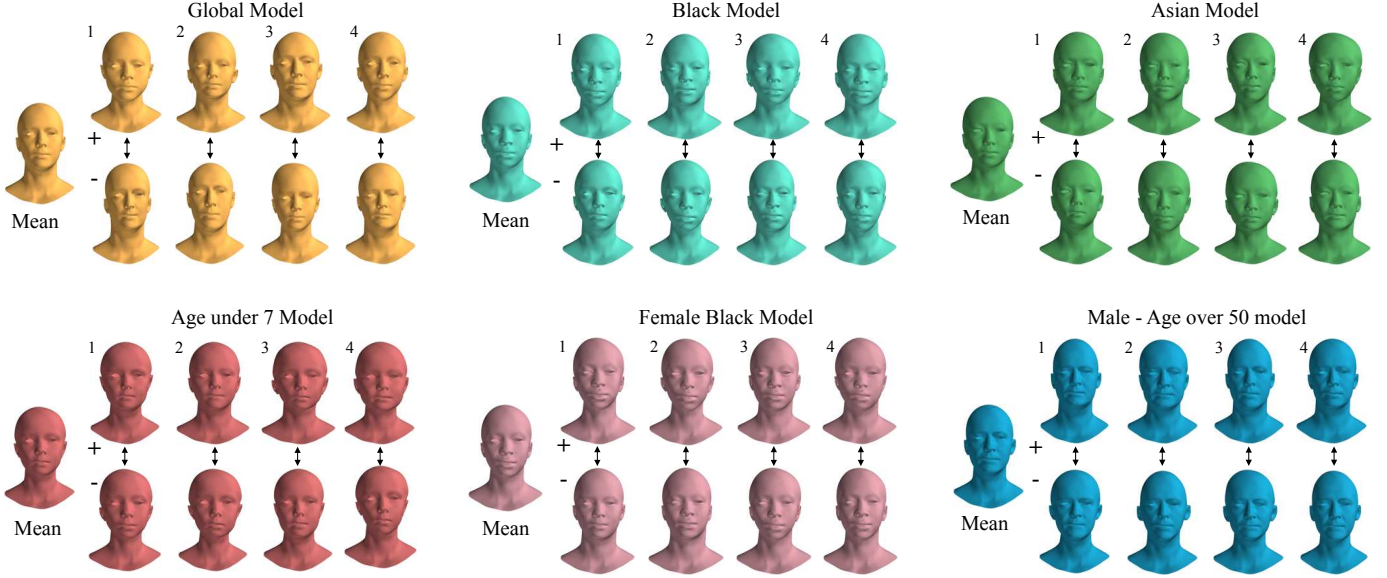 Global Model
1 2 3 4
+
-
Mean
Black Model
1 2 3 4
+
-
Mean
Asian Model
1 2 3 4
+
-
Mean
Age under 7 Model
1 2 3 4
+
-
Mean
Female Black Model
1 2 3 4
+
-
Mean
Male - Age over 50 model
1 2 3 4
+
-
Mean